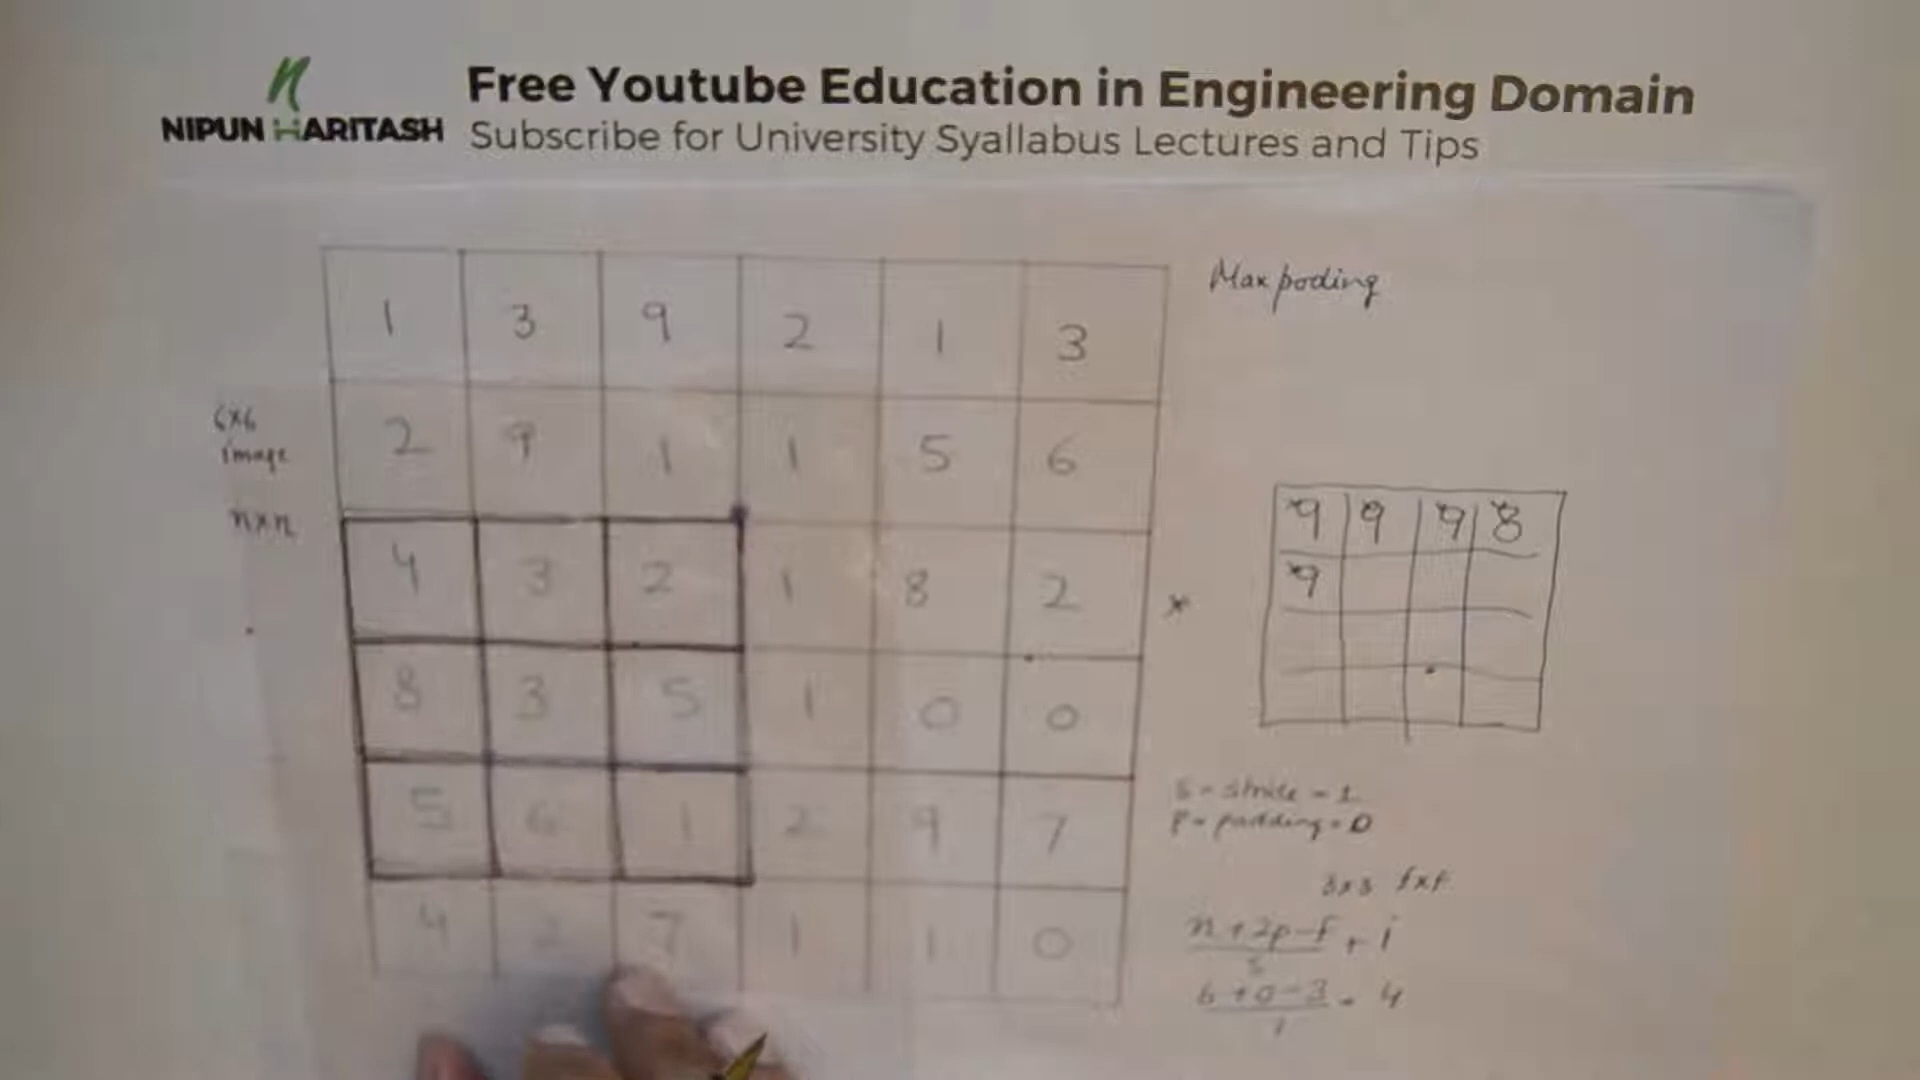 n
NIPUN HARITASH
Free Youtube Education in Engineering Domain
Subscribe for University Syallabus Lectures and Tips
Max pooling
1 3 9 2 1 3
6x6
image
nxn
2 9 1 1 5 6
4 3 2 1 8 2
8 3 5 1 0 0
5 6 1 2 9 7
4 2 7 1 1 0
*
9 9 9 8
9
S = stride = 1
P = padding = 0
3x3 fxf
n+2p-f + 1
s
6+0-3 = 4
1